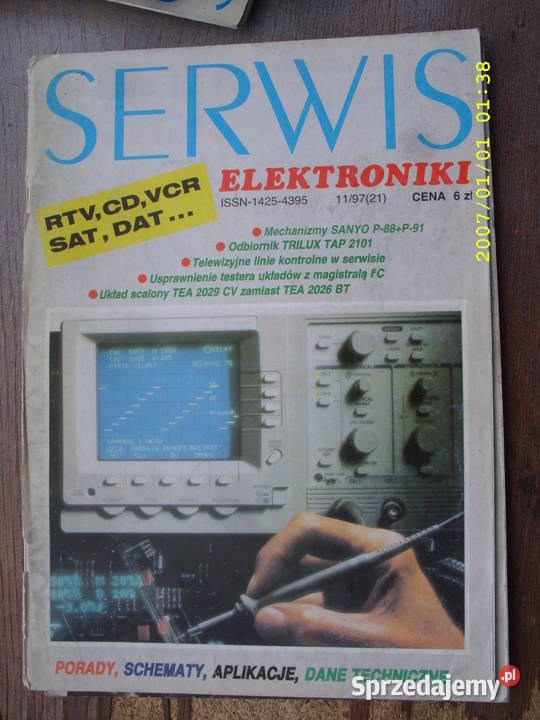 SERWIS
ELEKTRONIKI
RTV, CD, VCR
SAT, DAT...
ISSN-1425-4395 11/97(21) CENA 6 zł
Mechanizmy SANYO P-88+P-91
Odbiornik TRILUX TAP 2101
Telewizyjne linie kontrolne w serwisie
Usprawnienie testera układów z magistralą I²C
Układ scalony TEA 2029 CV zamiast TEA 2026 BT
PORADY, SCHEMATY, APLIKACJE, DANE TECHNICZNE
2007/01/01 01:38
Sprzedajemy.pl